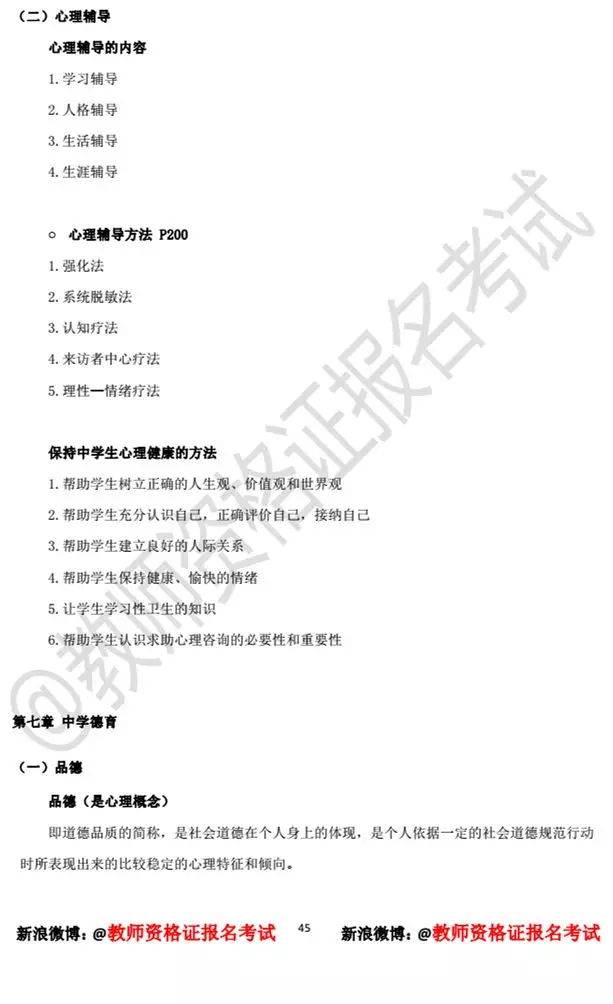 （二）心理辅导
心理辅导的内容
1.学习辅导
2.人格辅导
3.生活辅导
4.生涯辅导
○ 心理辅导方法 P200
1.强化法
2.系统脱敏法
3.认知疗法
4.来访者中心疗法
5.理性—情绪疗法
保持中学生心理健康的方法
1.帮助学生树立正确的人生观、价值观和世界观
2.帮助学生充分认识自己，正确评价自己，接纳自己
3.帮助学生建立良好的人际关系
4.帮助学生保持健康、愉快的情绪
5.让学生学习性卫生的知识
6.帮助学生认识求助心理咨询的必要性和重要性
@教师资格证报名考试
第七章 中学德育
（一）品德
品德（是心理概念）
即道德品质的简称，是社会道德在个人身上的体现，是个人依据一定的社会道德规范行动
时所表现出来的比较稳定的心理特征和倾向。
新浪微博：@教师资格证报名考试 45 新浪微博：@教师资格证报名考试